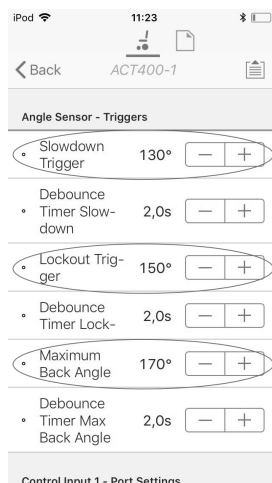 iPod 11:23
Back ACT400-1
Angle Sensor - Triggers
Slowdown
Trigger 130° — +
Debounce
Timer Slow-
down 2,0s — +
Lockout Trig-
ger 150° — +
Debounce
Timer Lock- 2,0s — +
Maximum
Back Angle 170° — +
Debounce
Timer Max
Back Angle 2,0s — +
Control Input 1 - Port Settings